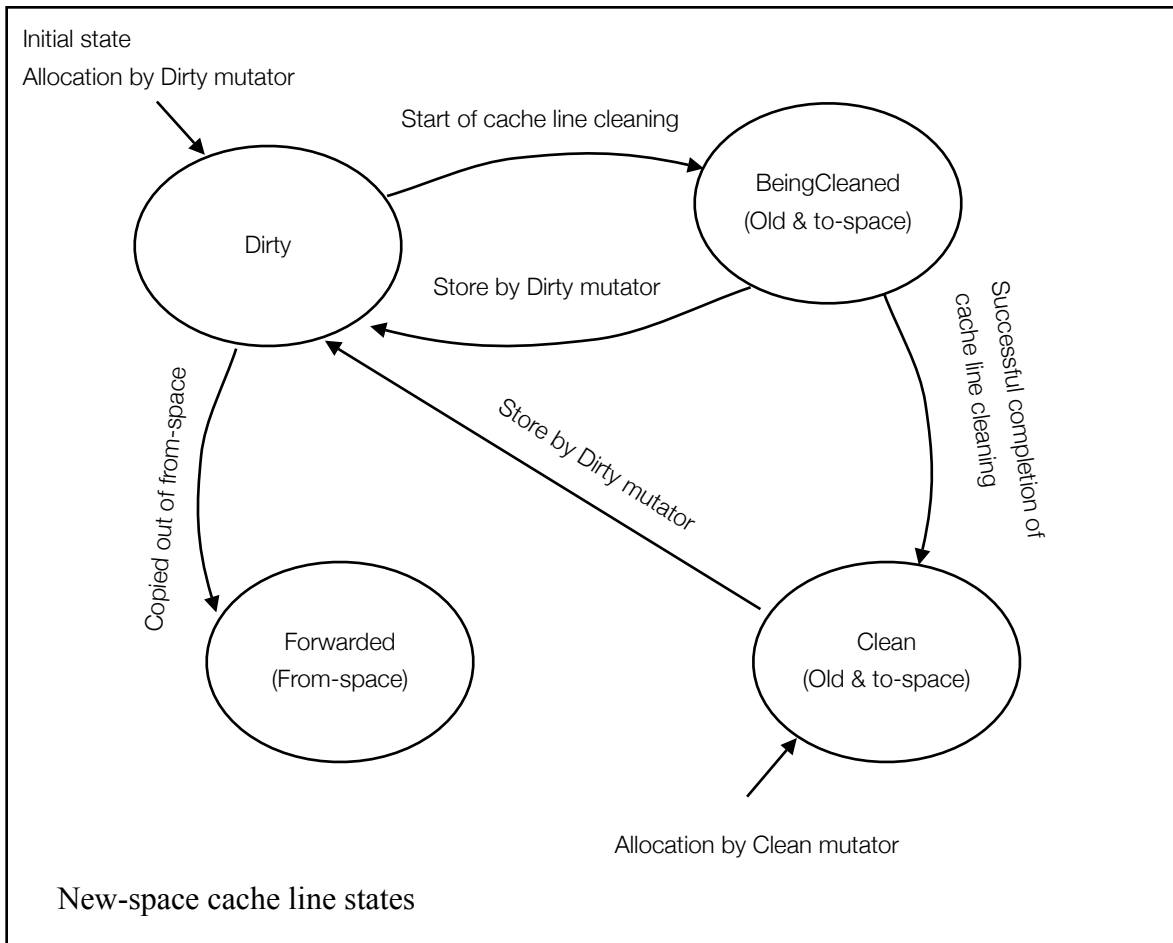 Initial state
Allocation by Dirty mutator
Start of cache line cleaning
BeingCleaned
(Old & to-space)
Dirty
Store by Dirty mutator
Successful completion of
cache line cleaning
Copied out of from-space
Store by Dirty mutator
Forwarded
(From-space)
Clean
(Old & to-space)
Allocation by Clean mutator
New-space cache line states